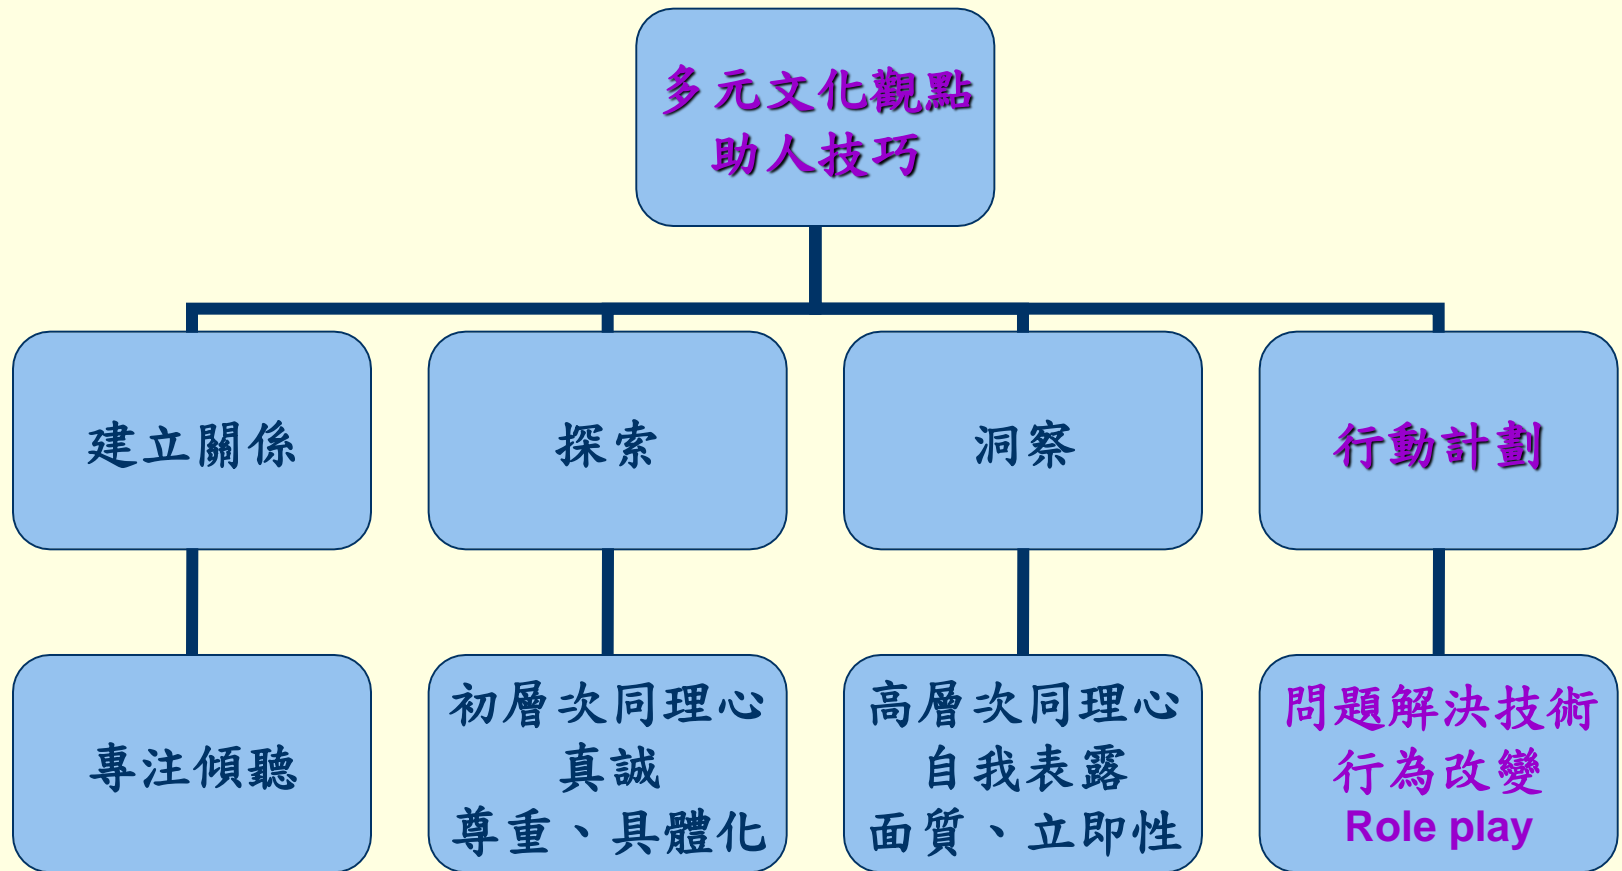 多元文化觀點
助人技巧
建立關係
探索
洞察
行動計劃
專注傾聽
初層次同理心
真誠
尊重、具體化
高層次同理心
自我表露
面質、立即性
問題解決技術
行為改變
Role play